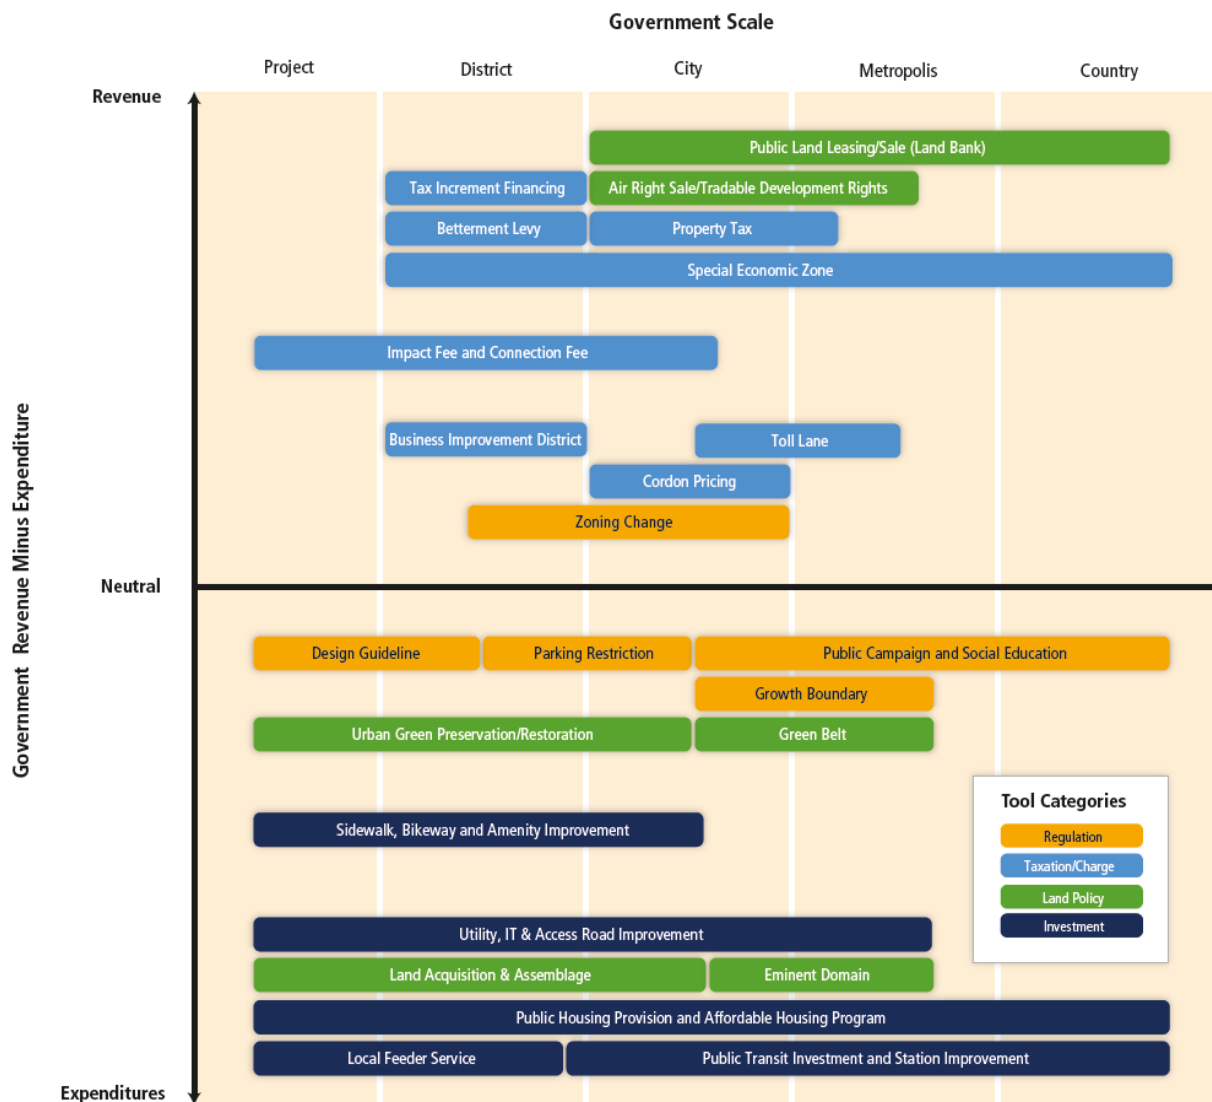 Government Scale
Project
District
City
Metropolis
Country
Revenue
Public Land Leasing/Sale (Land Bank)
Tax Increment Financing
Air Right Sale/Tradable Development Rights
Betterment Levy
Property Tax
Special Economic Zone
Impact Fee and Connection Fee
Business Improvement District
Toll Lane
Cordon Pricing
Zoning Change
Government Revenue Minus Expenditure
Neutral
Design Guideline
Parking Restriction
Public Campaign and Social Education
Growth Boundary
Urban Green Preservation/Restoration
Green Belt
Tool Categories
Regulation
Taxation/Charge
Land Policy
Investment
Sidewalk, Bikeway and Amenity Improvement
Utility, IT & Access Road Improvement
Land Acquisition & Assemblage
Eminent Domain
Public Housing Provision and Affordable Housing Program
Local Feeder Service
Public Transit Investment and Station Improvement
Expenditures